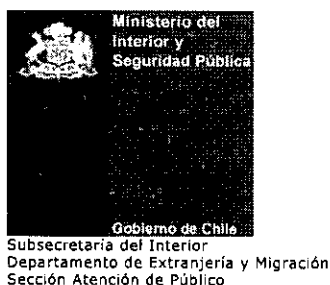 Ministerio del
Interior y
Seguridad Pública
Gobierno de Chile
Subsecretaría del Interior
Departamento de Extranjería y Migración
Sección Atención de Público